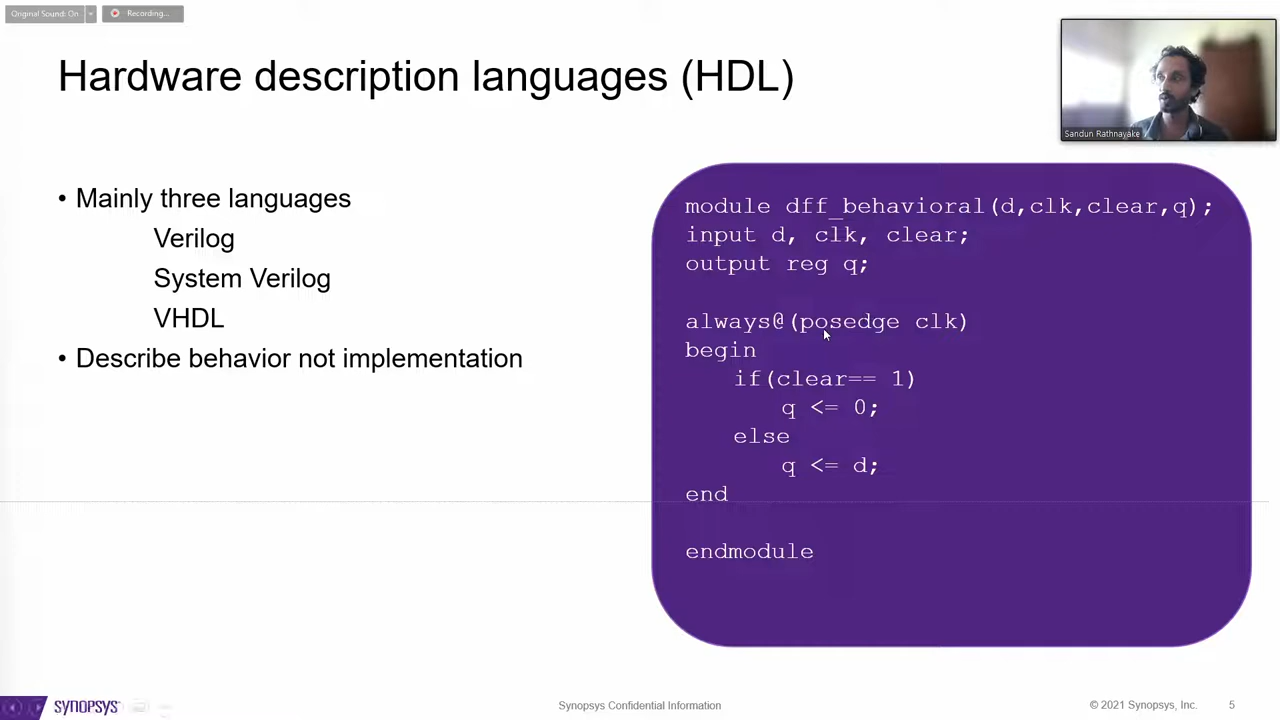 Original Sound: On
Recording...
Hardware description languages (HDL)
Sandun Rathnayake
• Mainly three languages
Verilog
System Verilog
VHDL
• Describe behavior not implementation
module dff_behavioral(d,clk,clear,q);
input d, clk, clear;
output reg q;
always@(posedge clk)
begin
if(clear== 1)
q <= 0;
else
q <= d;
end
endmodule
SYNOPSYS
Synopsys Confidential Information
© 2021 Synopsys, Inc.
5